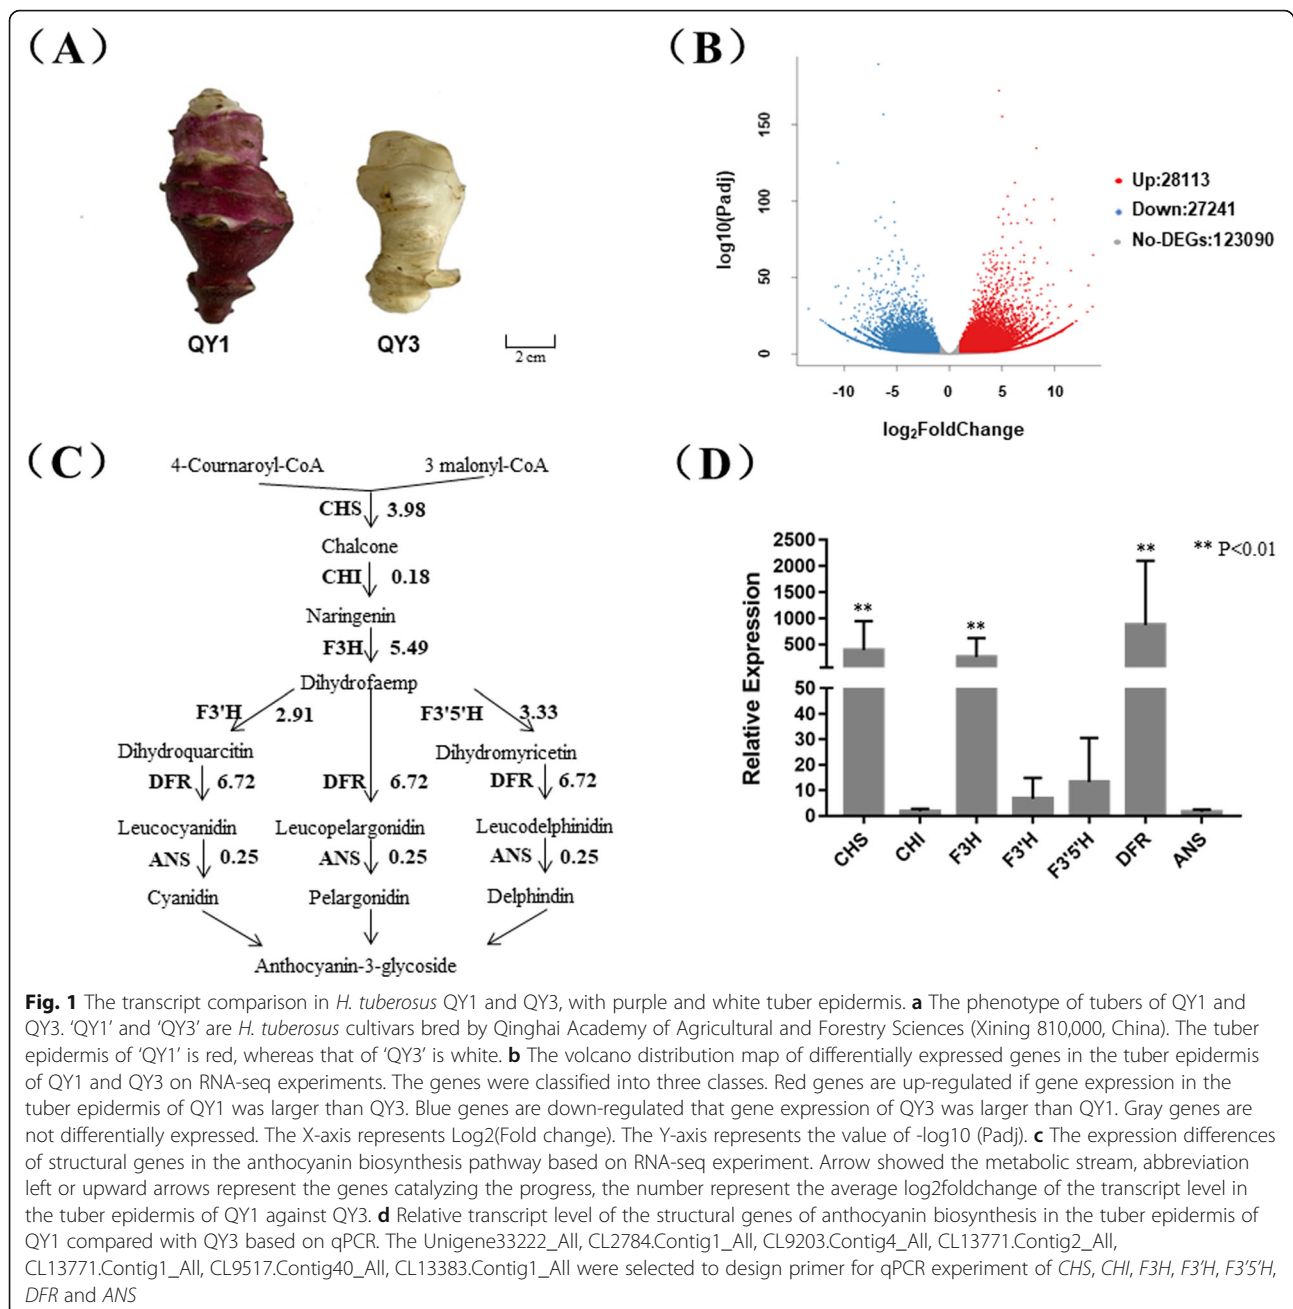 (A)
QY1
QY3
2 cm
(B)
log10(Padj)
150
100
50
0
-10
-5
0
5
10
log2FoldChange
Up:28113
Down:27241
No-DEGs:123090
(C)
4-Cournaroyl-CoA
3 malonyl-CoA
CHS 3.98
Chalcone
CHI 0.18
Naringenin
F3H 5.49
Dihydrofaemp
F3'H 2.91
F3'5'H 3.33
Dihydroquarcitin
Dihydromyricetin
DFR 6.72
DFR 6.72
DFR 6.72
Leucocyanidin
Leucopelargonidin
Leucodelphinidin
ANS 0.25
ANS 0.25
ANS 0.25
Cyanidin
Pelargonidin
Delphindin
Anthocyanin-3-glycoside
(D)
Relative Expression
2500
2000
1500
1000
500
50
40
30
20
10
0
**
**
**
** P<0.01
CHS
CHI
F3H
F3'H
F3'5'H
DFR
ANS
Fig. 1 The transcript comparison in H. tuberosus QY1 and QY3, with purple and white tuber epidermis. a The phenotype of tubers of QY1 and
QY3. ‘QY1’ and ‘QY3’ are H. tuberosus cultivars bred by Qinghai Academy of Agricultural and Forestry Sciences (Xining 810,000, China). The tuber
epidermis of ‘QY1’ is red, whereas that of ‘QY3’ is white. b The volcano distribution map of differentially expressed genes in the tuber epidermis
of QY1 and QY3 on RNA-seq experiments. The genes were classified into three classes. Red genes are up-regulated if gene expression in the
tuber epidermis of QY1 was larger than QY3. Blue genes are down-regulated that gene expression of QY3 was larger than QY1. Gray genes are
not differentially expressed. The X-axis represents Log2(Fold change). The Y-axis represents the value of -log10 (Padj). c The expression differences
of structural genes in the anthocyanin biosynthesis pathway based on RNA-seq experiment. Arrow showed the metabolic stream, abbreviation
left or upward arrows represent the genes catalyzing the progress, the number represent the average log2foldchange of the transcript level in
the tuber epidermis of QY1 against QY3. d Relative transcript level of the structural genes of anthocyanin biosynthesis in the tuber epidermis of
QY1 compared with QY3 based on qPCR. The Unigene33222_All, CL2784.Contig1_All, CL9203.Contig4_All, CL13771.Contig2_All,
CL13771.Contig1_All, CL9517.Contig40_All, CL13383.Contig1_All were selected to design primer for qPCR experiment of CHS, CHI, F3H, F3’H, F3’5’H,
DFR and ANS